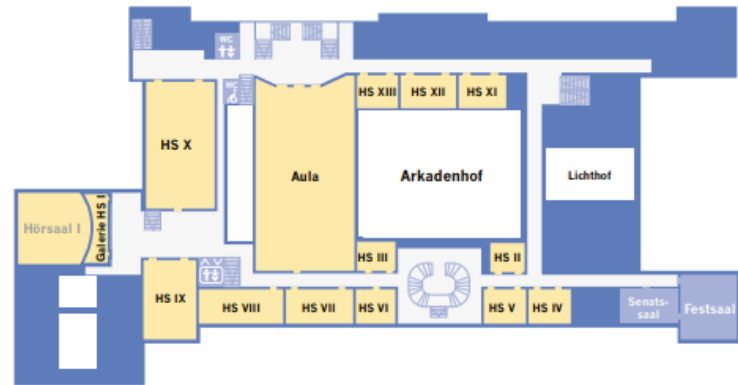 WC
WC
HS XIII
HS XII
HS XI
HS X
Aula
Arkadenhof
Lichthof
Hörsaal I
Galerie HS I
HS III
HS II
HS IX
HS VIII
HS VII
HS VI
HS V
HS IV
Senats-
saal
Festsaal